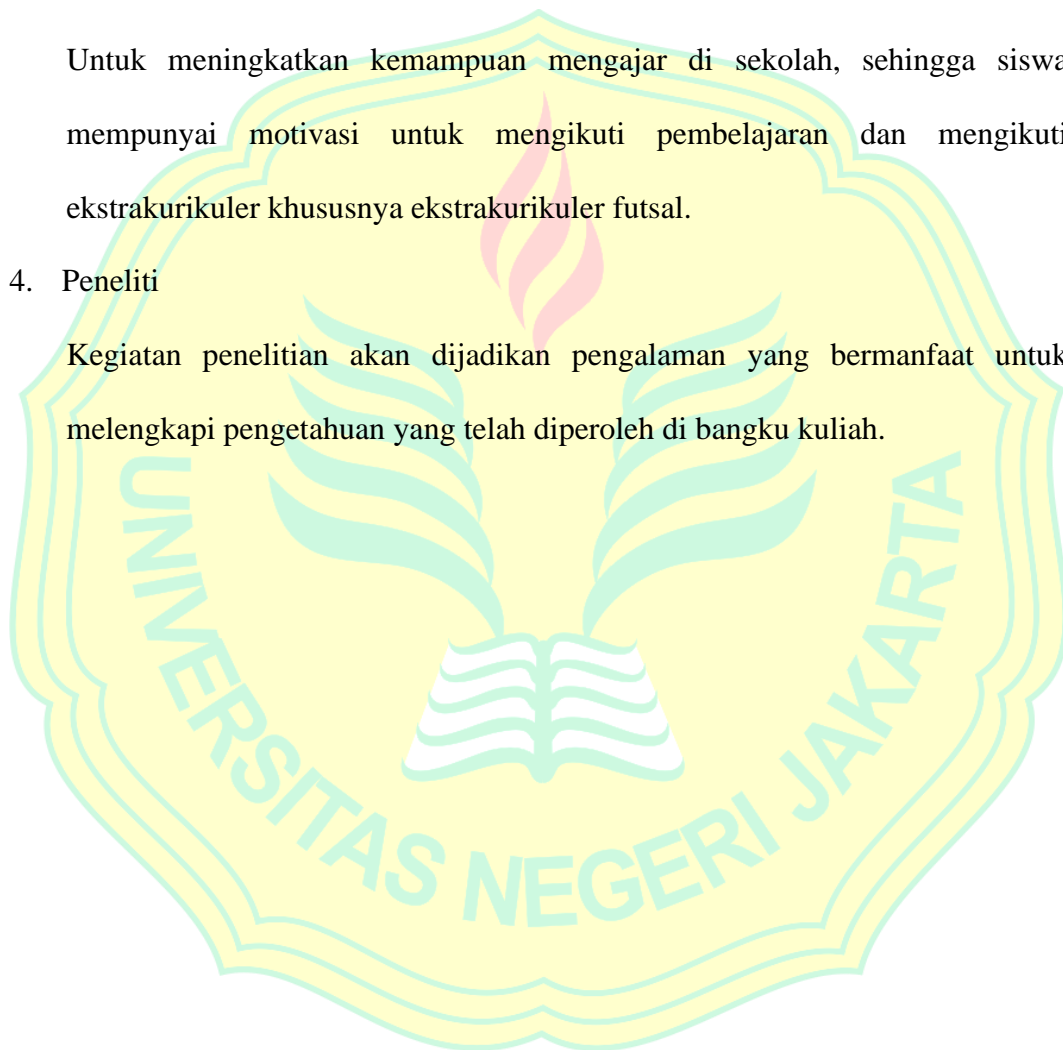 Untuk meningkatkan kemampuan mengajar di sekolah, sehingga siswa
mempunyai motivasi untuk mengikuti pembelajaran dan mengikuti
ekstrakurikuler khususnya ekstrakurikuler futsal.
4. Peneliti
Kegiatan penelitian akan dijadikan pengalaman yang bermanfaat untuk
melengkapi pengetahuan yang telah diperoleh di bangku kuliah.
UNIVERSITAS NEGERI JAKARTA